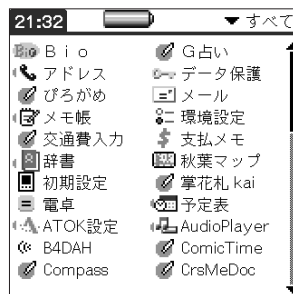 21:32 ▼すべて
Bio G占い
アドレス データ保護
びろがめ メール
メモ帳 環境設定
交通費入力 支払メモ
辞書 秋葉マップ
初期設定 掌花札 kai
電卓 予定表
ATOK設定 AudioPlayer
B4DAH ComicTime
Compass CrsMeDoc